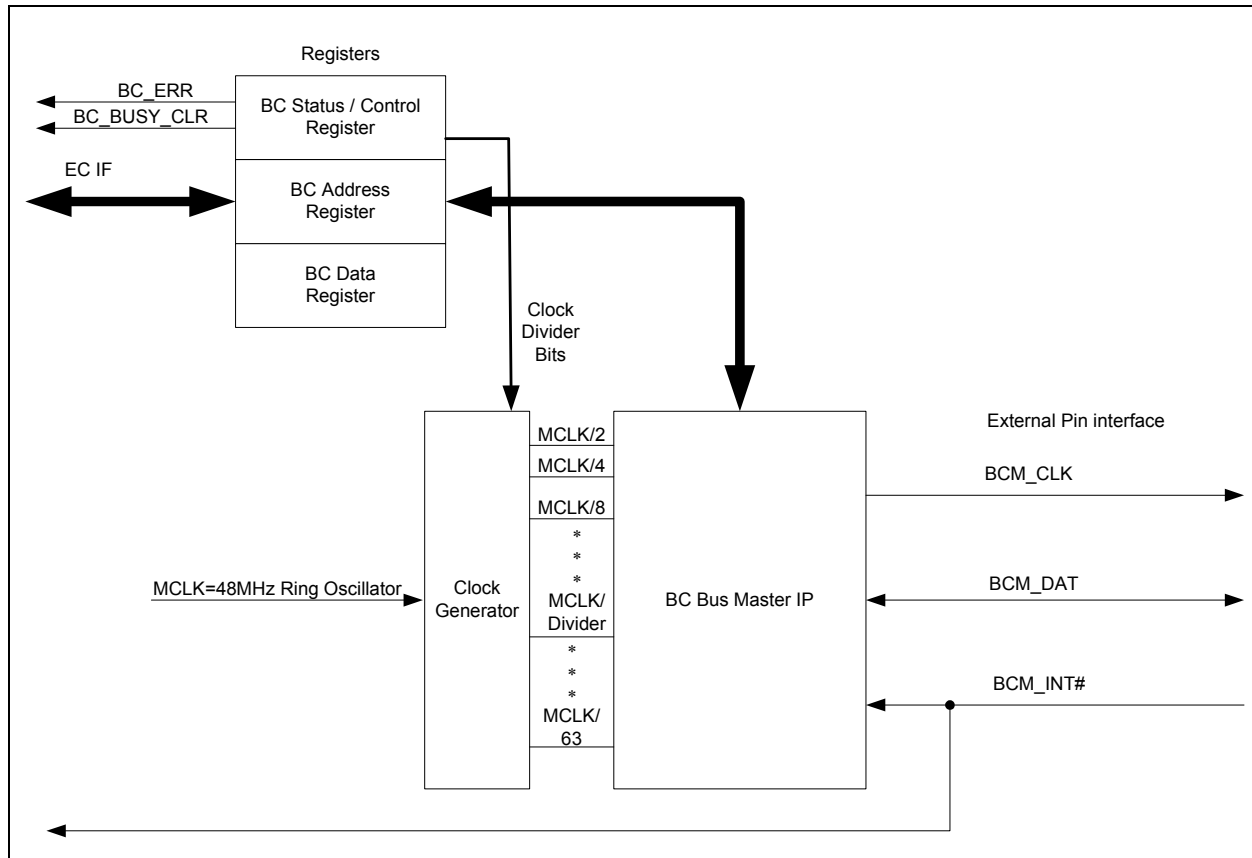 Registers
BC_ERR
BC_BUSY_CLR
BC Status / Control
Register
EC IF
BC Address
Register
BC Data
Register
Clock
Divider
Bits
External Pin interface
MCLK/2
MCLK/4
MCLK/8
*
*
*
MCLK/
Divider
*
*
*
MCLK/
63
MCLK=48MHz Ring Oscillator
Clock
Generator
BC Bus Master IP
BCM_CLK
BCM_DAT
BCM_INT#